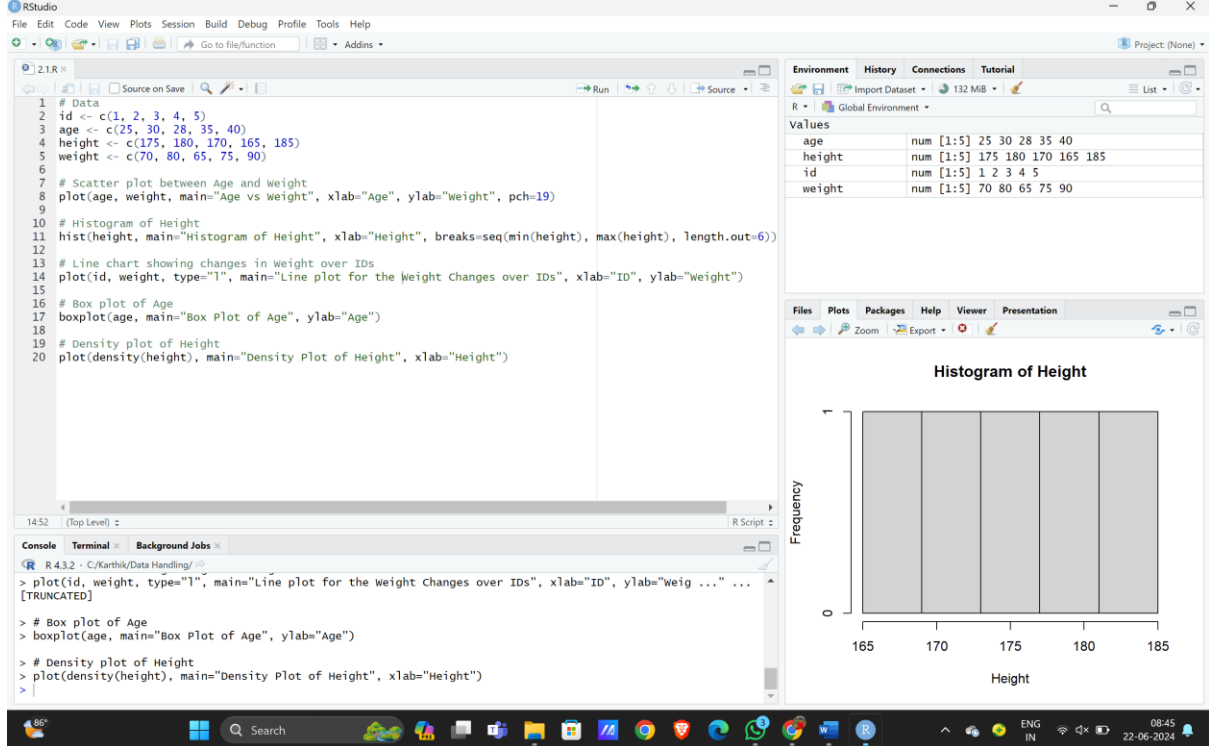 RStudio
File Edit Code View Plots Session Build Debug Profile Tools Help
Go to file/function
Addins
Project: (None)
2.1.R
Source on Save
Run
Source
1 # Data
2 id <- c(1, 2, 3, 4, 5)
3 age <- c(25, 30, 28, 35, 40)
4 height <- c(175, 180, 170, 165, 185)
5 weight <- c(70, 80, 65, 75, 90)
6
7 # Scatter plot between Age and Weight
8 plot(age, weight, main="Age vs Weight", xlab="Age", ylab="Weight", pch=19)
9
10 # Histogram of Height
11 hist(height, main="Histogram of Height", xlab="Height", breaks=seq(min(height), max(height), length.out=6))
12
13 # Line chart showing changes in Weight over IDs
14 plot(id, weight, type="l", main="Line plot for the Weight Changes over IDs", xlab="ID", ylab="Weight")
15
16 # Box plot of Age
17 boxplot(age, main="Box Plot of Age", ylab="Age")
18
19 # Density plot of Height
20 plot(density(height), main="Density Plot of Height", xlab="Height")
14:52 (Top Level) R Script
Console Terminal Background Jobs
R R 4.3.2 · C:/Karthik/Data Handling/
> plot(id, weight, type="l", main="Line plot for the Weight Changes over IDs", xlab="ID", ylab="Weig ..." ...
[TRUNCATED]
> # Box plot of Age
> boxplot(age, main="Box Plot of Age", ylab="Age")
> # Density plot of Height
> plot(density(height), main="Density Plot of Height", xlab="Height")
>
Environment History Connections Tutorial
Import Dataset 132 MiB List
R Global Environment
Values
age num [1:5] 25 30 28 35 40
height num [1:5] 175 180 170 165 185
id num [1:5] 1 2 3 4 5
weight num [1:5] 70 80 65 75 90
Files Plots Packages Help Viewer Presentation
Zoom Export
Histogram of Height
Frequency
1
0
165 170 175 180 185
Height
86°
Search
3
ENG
IN
08:45
22-06-2024